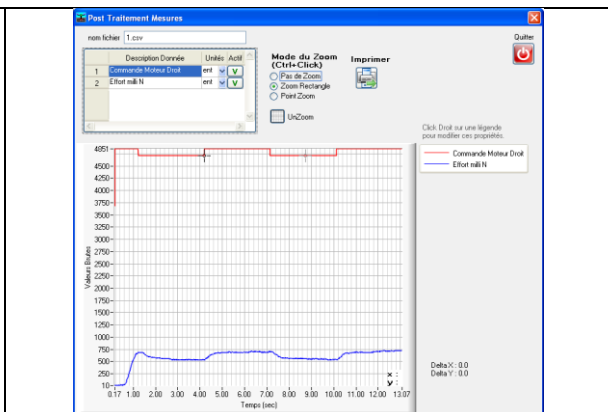 Post Traitement Mesures
nom fichier 1.csv
Quitter
Description Donnée Unités Actif
1 Commande Moteur Droit ent V
2 Effort milli N ent V
Mode du Zoom
(Ctrl+Click)
Pas de Zoom
Zoom Rectangle
Point Zoom
UnZoom
Imprimer
Click Droit sur une légende
pour modifier ces propriétés.
Commande Moteur Droit
Effort milli N
Valeurs Brutes
4851
4500
4250
4000
3750
3500
3250
3000
2750
2500
2250
2000
1750
1500
1250
1000
750
500
250
10
0.17 1.00 2.00 3.00 4.00 5.00 6.00 7.00 8.00 9.00 10.00 11.00 12.00 13.07
Temps (sec)
x :
y :
Delta X : 0.0
Delta Y : 0.0